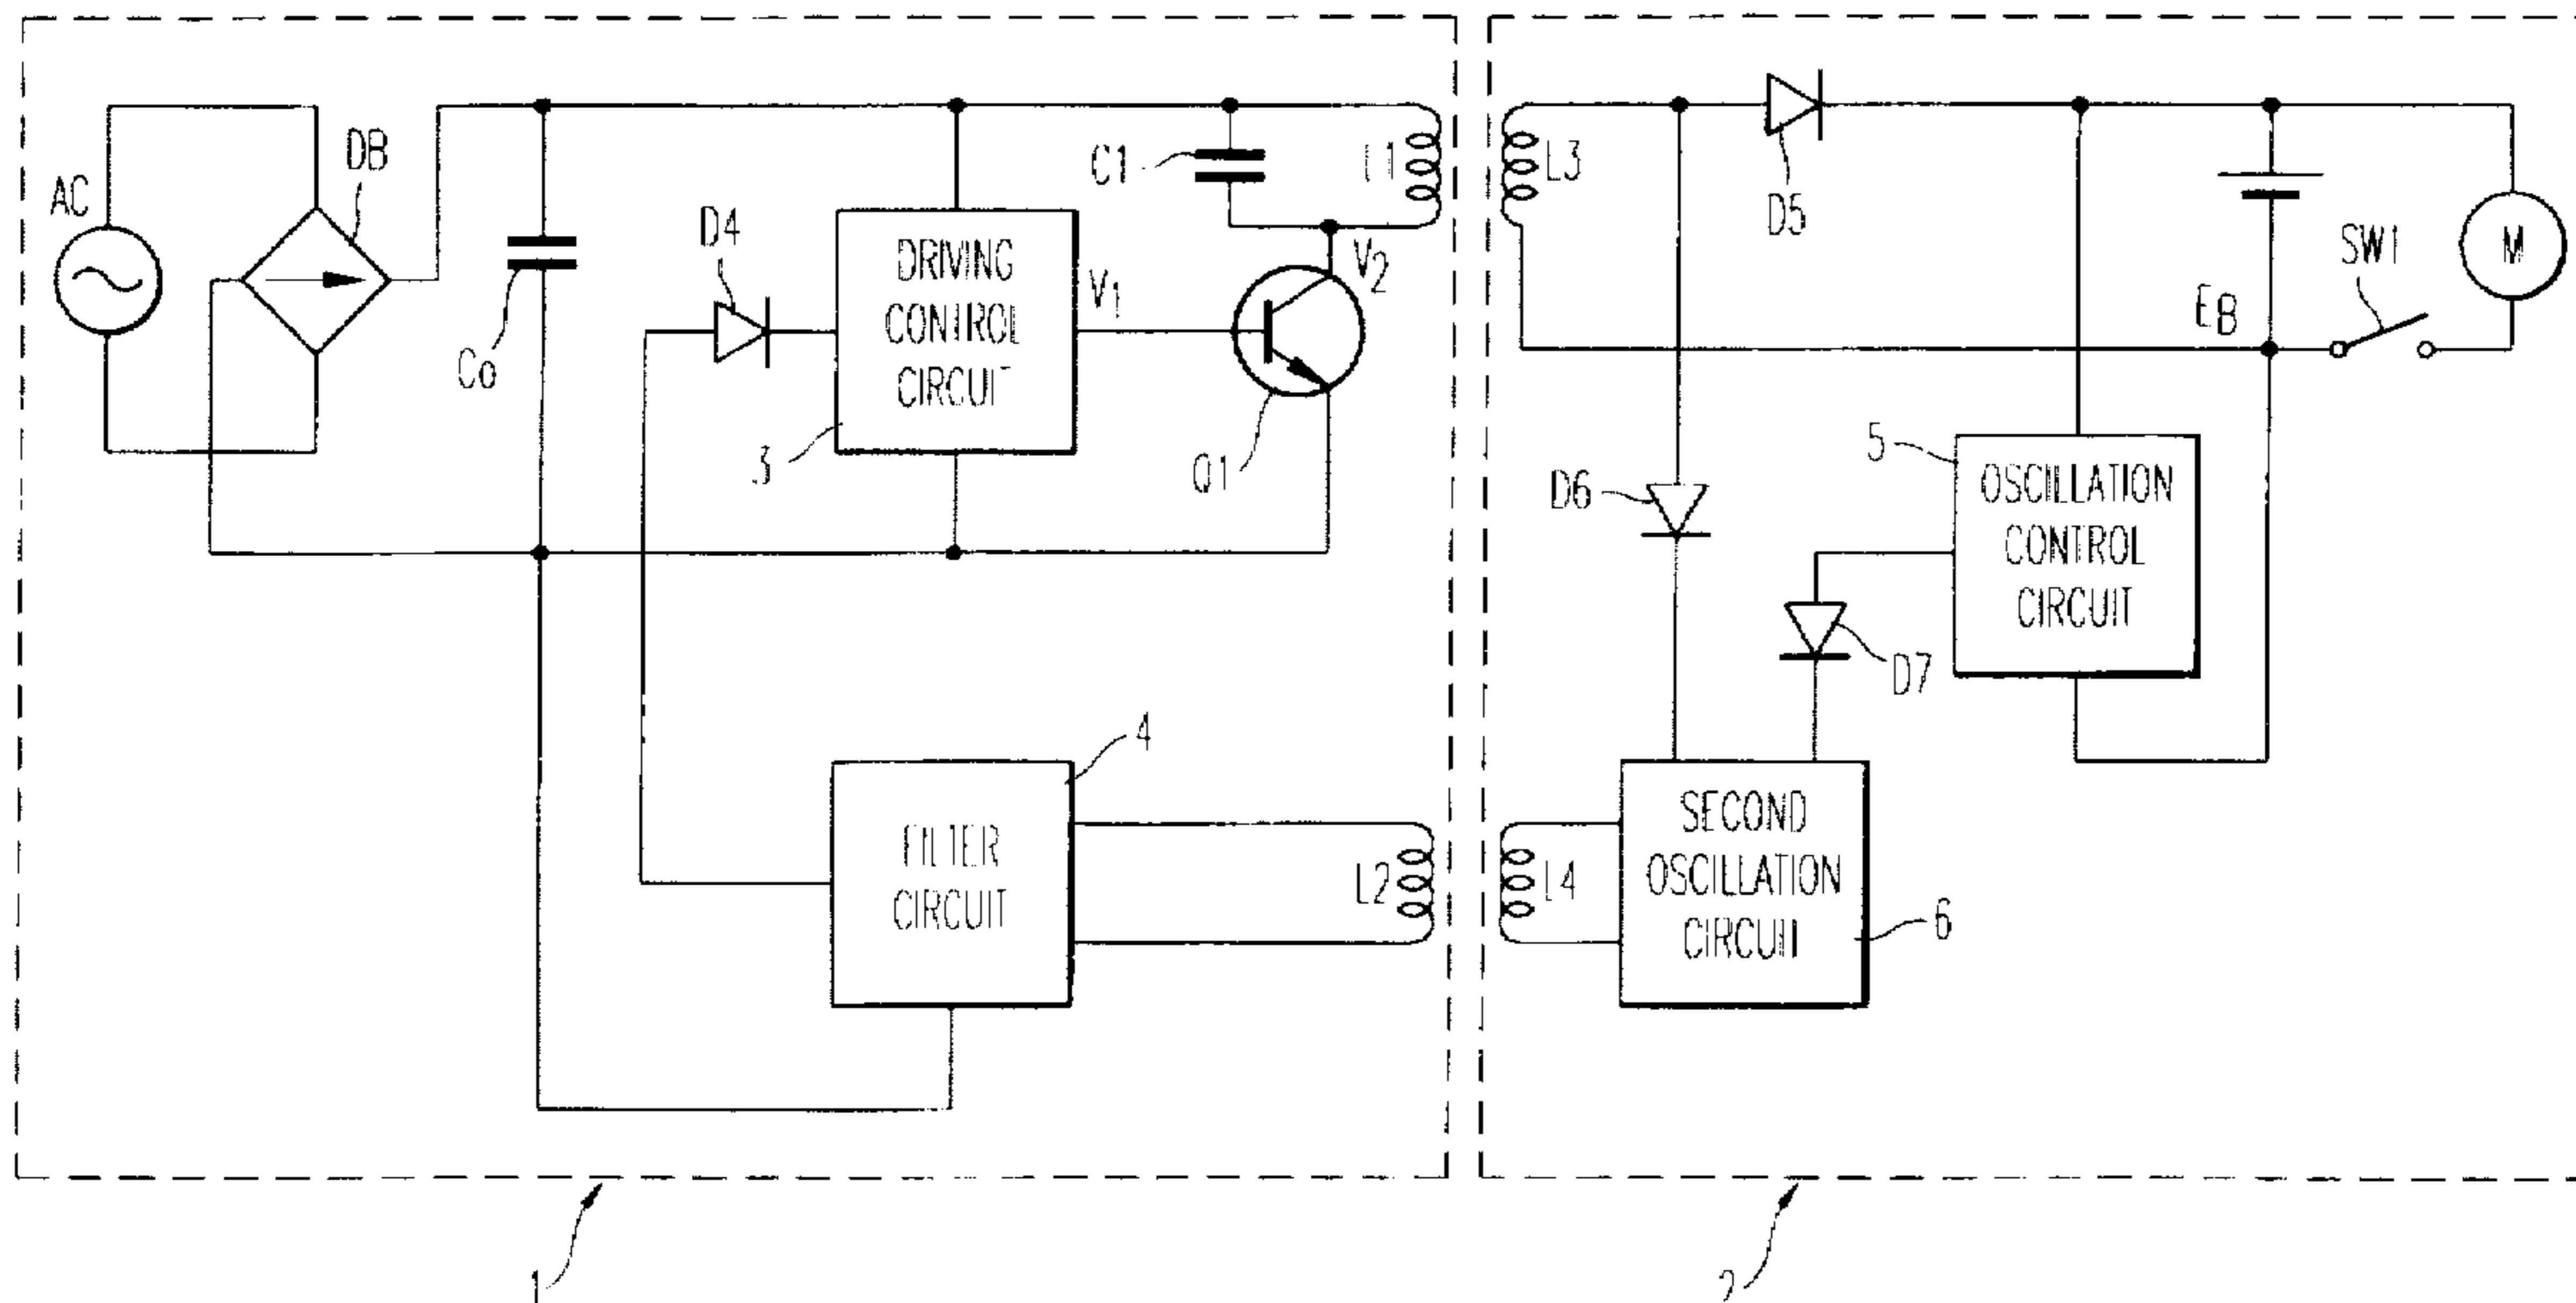 AC
DB
Co
D4
DRIVING
CONTROL
CIRCUIT
3
V1
C1
L1
V2
Q1
L3
D5
EB
SW1
M
D6
5
OSCILLATION
CONTROL
CIRCUIT
D7
4
FILTER
CIRCUIT
L2
L4
SECOND
OSCILLATION
CIRCUIT
6
1
2